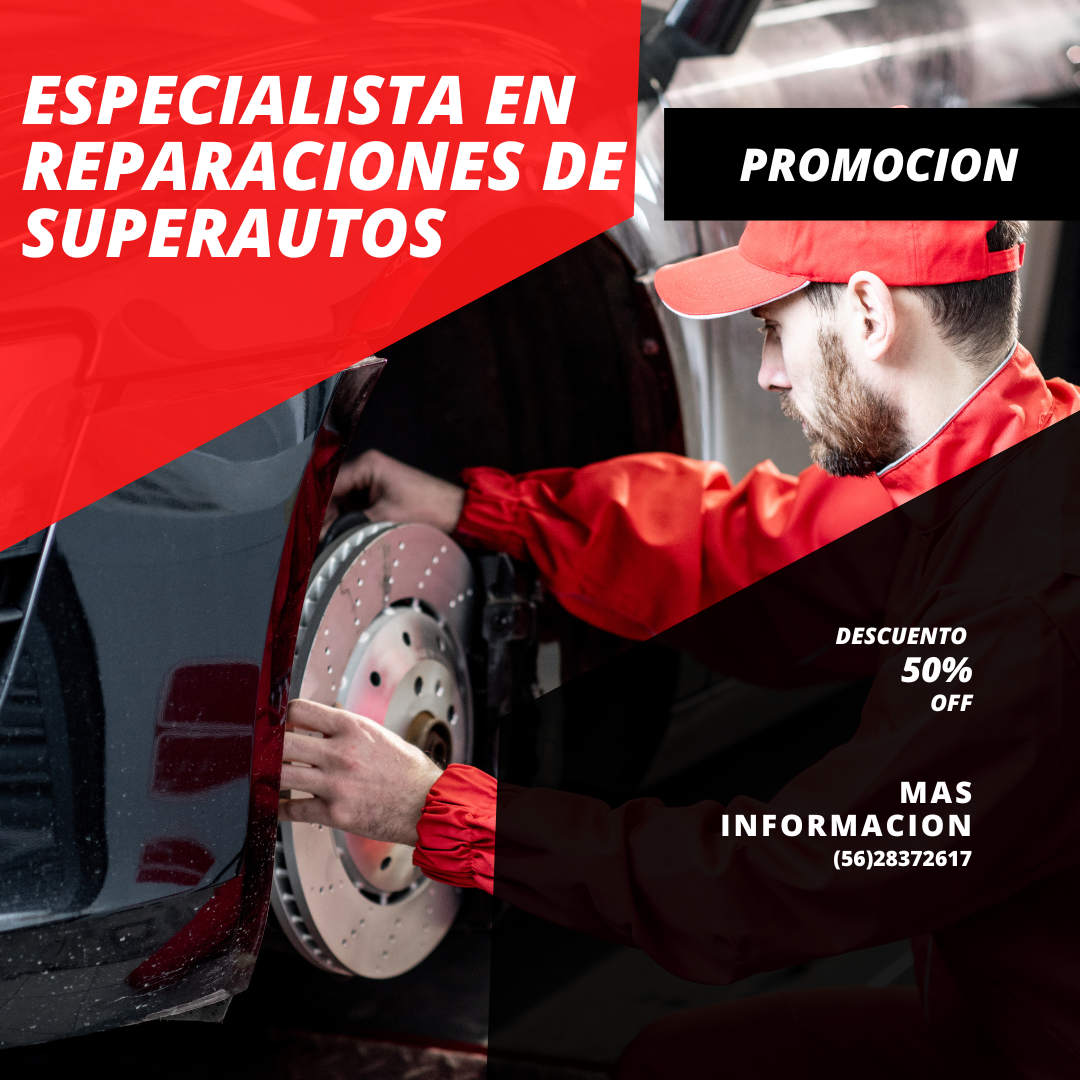 ESPECIALISTA EN
REPARACIONES DE
SUPERAUTOS
PROMOCION
DESCUENTO
50%
OFF
MAS
INFORMACION
(56)28372617